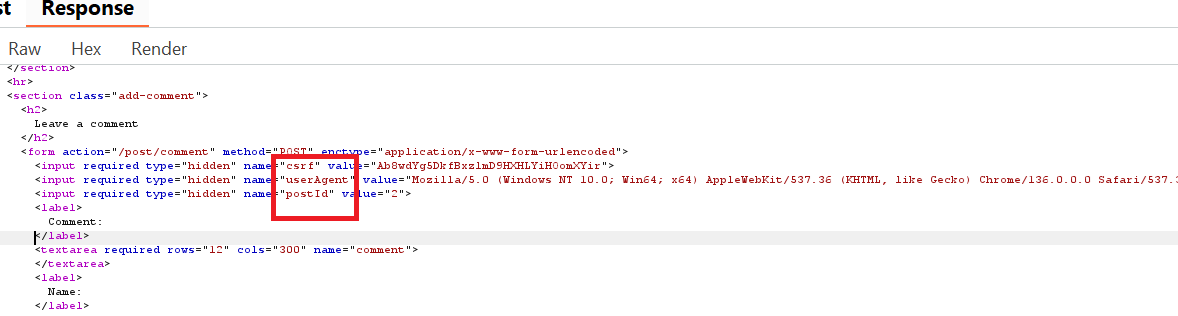 st Response
Raw Hex Render
</section>
<hr>
<section class="add-comment">
<h2>
Leave a comment
</h2>
<form action="/post/comment" method="POST" enctype="application/x-www-form-urlencoded">
<input required type="hidden" name="csrf" value="Ab8wdYg5DkfBxzlmD9HXHLYiH0omXYir">
<input required type="hidden" name="userAgent" value="Mozilla/5.0 (Windows NT 10.0; Win64; x64) AppleWebKit/537.36 (KHTML, like Gecko) Chrome/136.0.0.0 Safari/537.3
<input required type="hidden" name="postId" value="2">
<label>
Comment:
</label>
<textarea required rows="12" cols="300" name="comment">
</textarea>
<label>
Name:
</label>